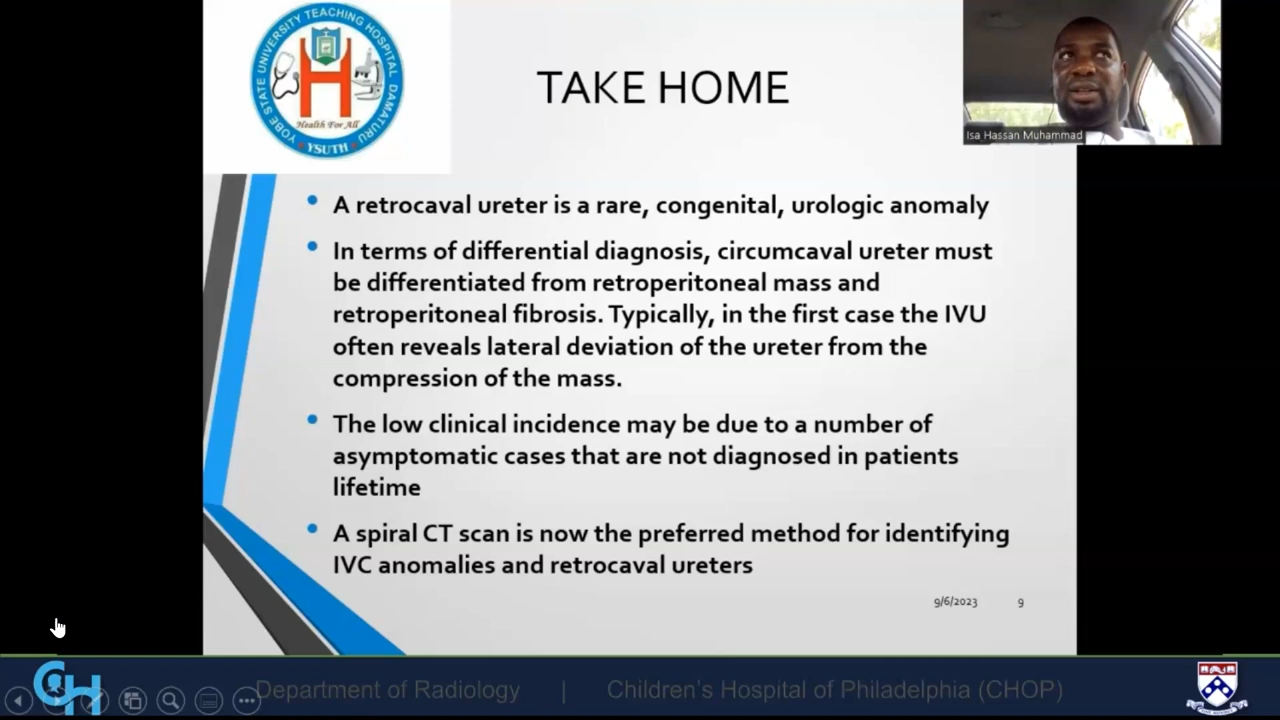 YOBE STATE UNIVERSITY TEACHING HOSPITAL DAMATURU
H
Health For All
YSUTH
TAKE HOME
Isa Hassan Muhammad
A retrocaval ureter is a rare, congenital, urologic anomaly
In terms of differential diagnosis, circumcaval ureter must
be differentiated from retroperitoneal mass and
retroperitoneal fibrosis. Typically, in the first case the IVU
often reveals lateral deviation of the ureter from the
compression of the mass.
The low clinical incidence may be due to a number of
asymptomatic cases that are not diagnosed in patients
lifetime
A spiral CT scan is now the preferred method for identifying
IVC anomalies and retrocaval ureters
9/6/2023 9
CH Department of Radiology | Children's Hospital of Philadelphia (CHOP)